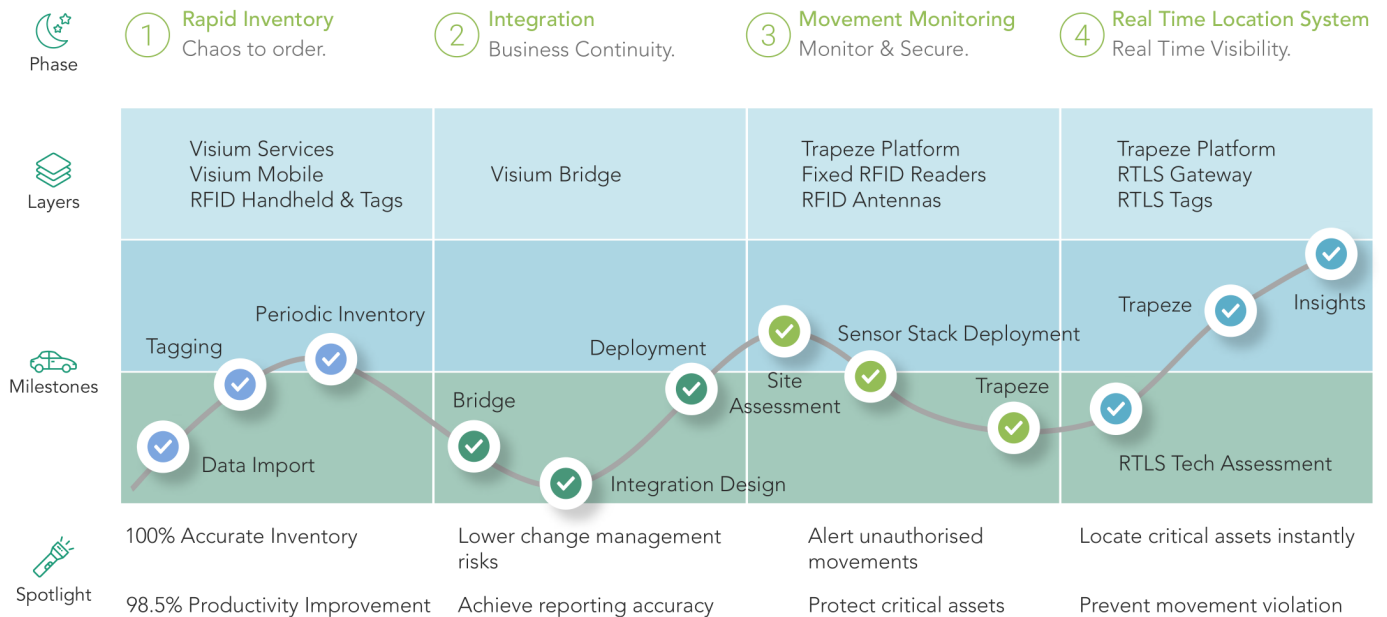 Phase
1
Rapid Inventory
Chaos to order.
2
Integration
Business Continuity.
3
Movement Monitoring
Monitor & Secure.
4
Real Time Location System
Real Time Visibility.
Layers
Visium Services
Visium Mobile
RFID Handheld & Tags
Visium Bridge
Trapeze Platform
Fixed RFID Readers
RFID Antennas
Trapeze Platform
RTLS Gateway
RTLS Tags
Milestones
Data Import
Tagging
Periodic Inventory
Bridge
Integration Design
Deployment
Site
Assessment
Sensor Stack Deployment
Trapeze
RTLS Tech Assessment
Trapeze
Insights
Spotlight
100% Accurate Inventory
98.5% Productivity Improvement
Lower change management
risks
Achieve reporting accuracy
Alert unauthorised
movements
Protect critical assets
Locate critical assets instantly
Prevent movement violation